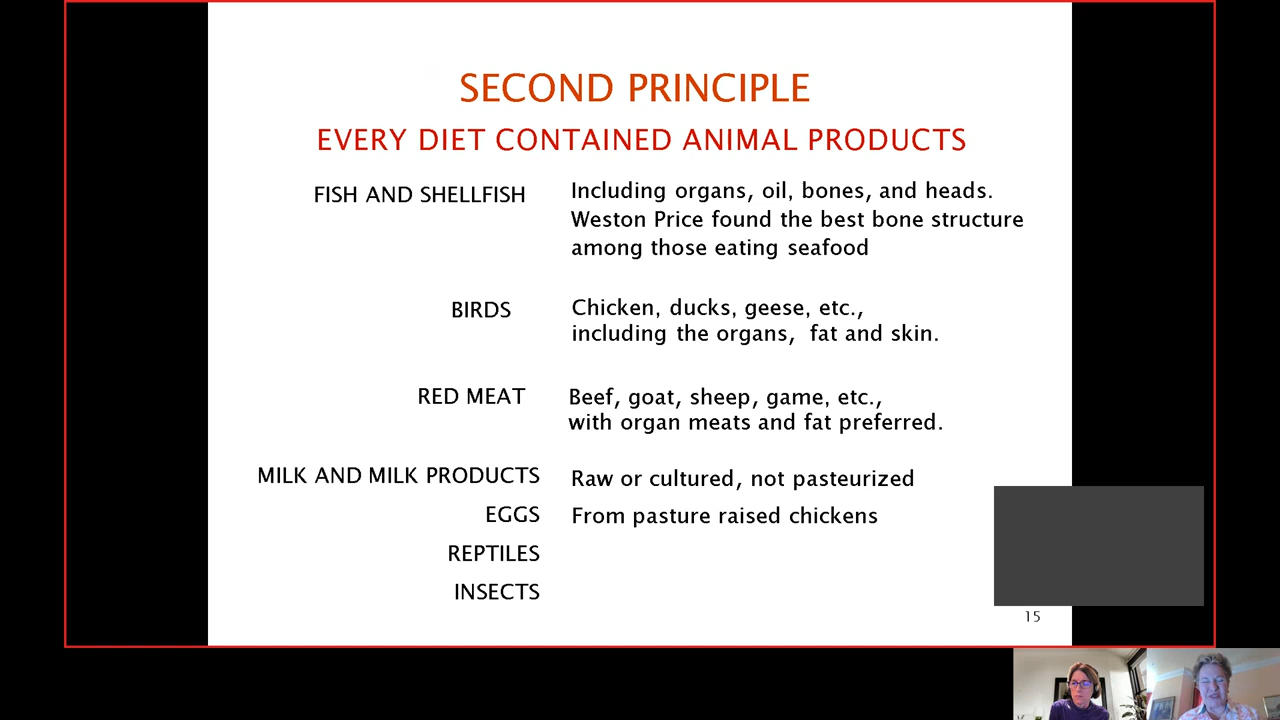 SECOND PRINCIPLE
EVERY DIET CONTAINED ANIMAL PRODUCTS
FISH AND SHELLFISH
Including organs, oil, bones, and heads.
Weston Price found the best bone structure
among those eating seafood
BIRDS
Chicken, ducks, geese, etc.,
including the organs, fat and skin.
RED MEAT
Beef, goat, sheep, game, etc.,
with organ meats and fat preferred.
MILK AND MILK PRODUCTS
Raw or cultured, not pasteurized
EGGS
From pasture raised chickens
REPTILES
INSECTS
15